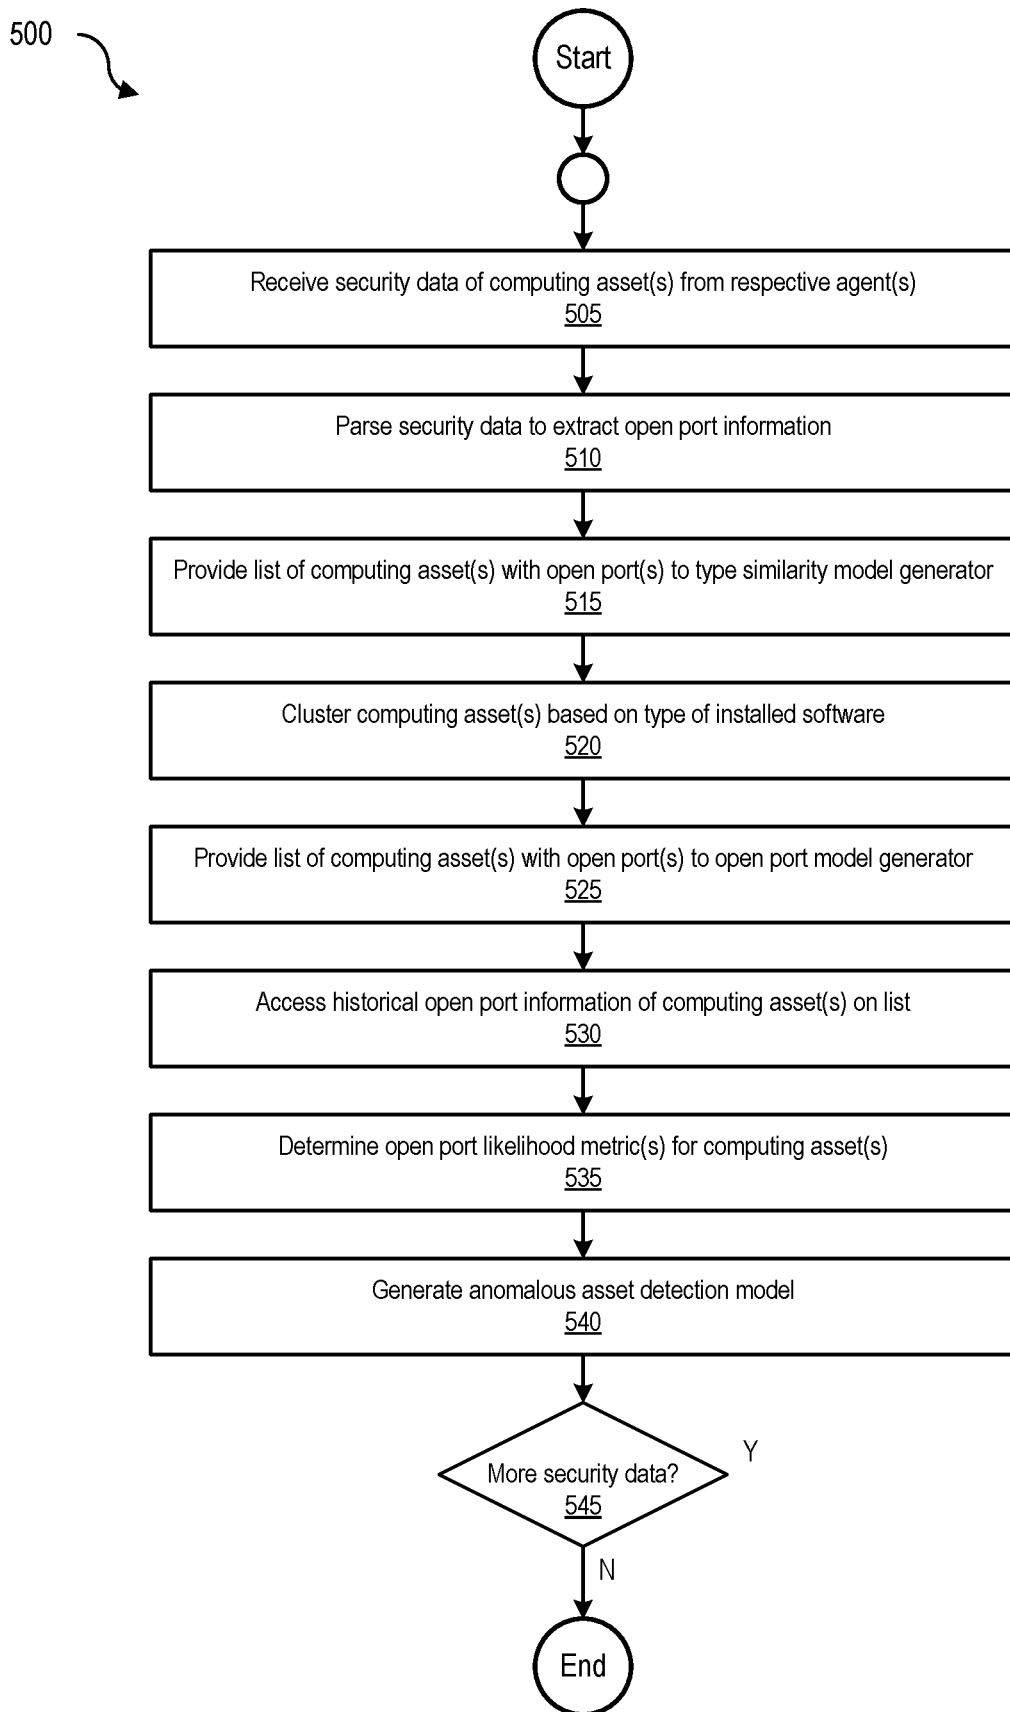 500
Start
Receive security data of computing asset(s) from respective agent(s)
505
Parse security data to extract open port information
510
Provide list of computing asset(s) with open port(s) to type similarity model generator
515
Cluster computing asset(s) based on type of installed software
520
Provide list of computing asset(s) with open port(s) to open port model generator
525
Access historical open port information of computing asset(s) on list
530
Determine open port likelihood metric(s) for computing asset(s)
535
Generate anomalous asset detection model
540
Y
More security data?
545
N
End